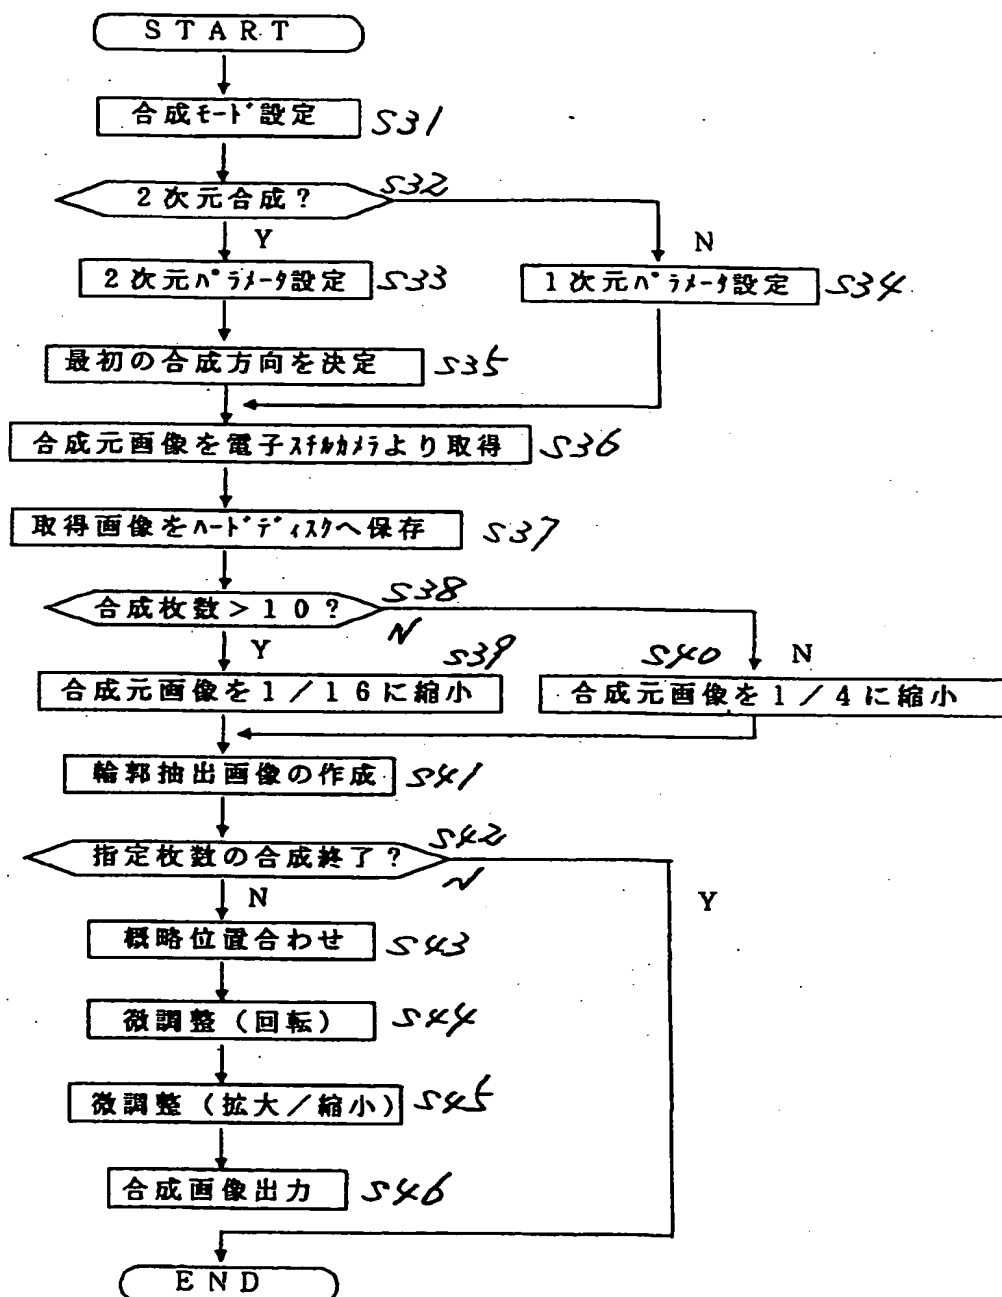 START
合成ﾓｰﾄﾞ設定 S31
2次元合成? S32
Y
N
2次元ﾊﾟﾗﾒｰﾀ設定 S33
1次元ﾊﾟﾗﾒｰﾀ設定 S34
最初の合成方向を決定 S35
合成元画像を電子ｽﾁﾙｶﾒﾗより取得 S36
取得画像をﾊｰﾄﾞﾃﾞｨｽｸへ保存 S37
合成枚数>10? S38
N
Y
N
合成元画像を1/16に縮小 S39
合成元画像を1/4に縮小 S40
輪郭抽出画像の作成 S41
指定枚数の合成終了? S42
N
N
Y
概略位置合わせ S43
微調整(回転) S44
微調整(拡大/縮小) S45
合成画像出力 S46
END